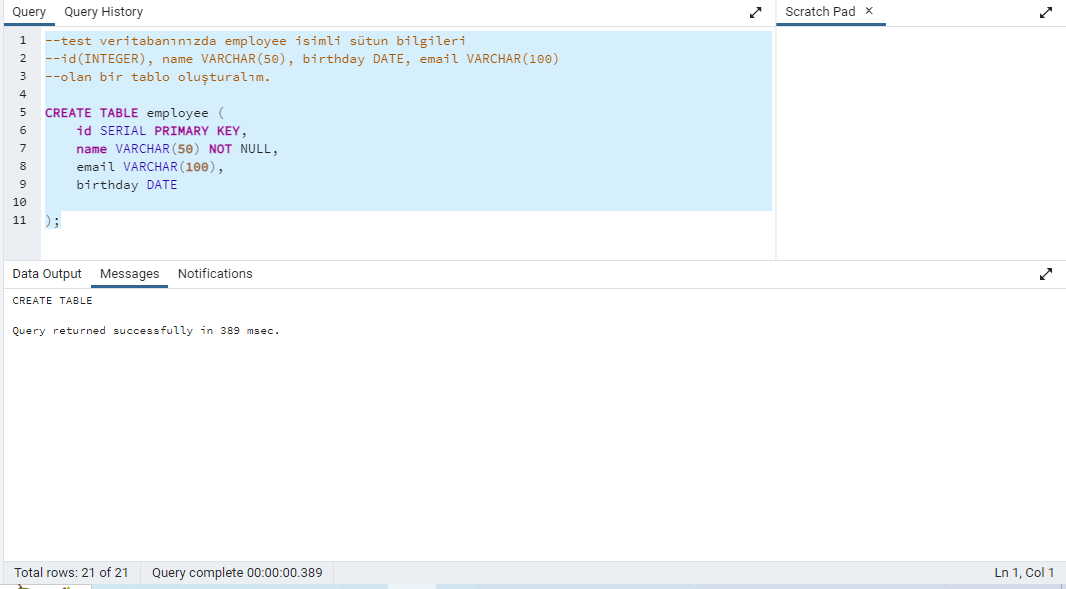 Query Query History
Scratch Pad ×
1 --test veritabanınızda employee isimli sütun bilgileri
2 --id(INTEGER), name VARCHAR(50), birthday DATE, email VARCHAR(100)
3 --olan bir tablo oluşturalım.
4
5 CREATE TABLE employee (
6 id SERIAL PRIMARY KEY,
7 name VARCHAR(50) NOT NULL,
8 email VARCHAR(100),
9 birthday DATE
10
11 );
Data Output Messages Notifications
CREATE TABLE
Query returned successfully in 389 msec.
Total rows: 21 of 21 Query complete 00:00:00.389 Ln 1, Col 1